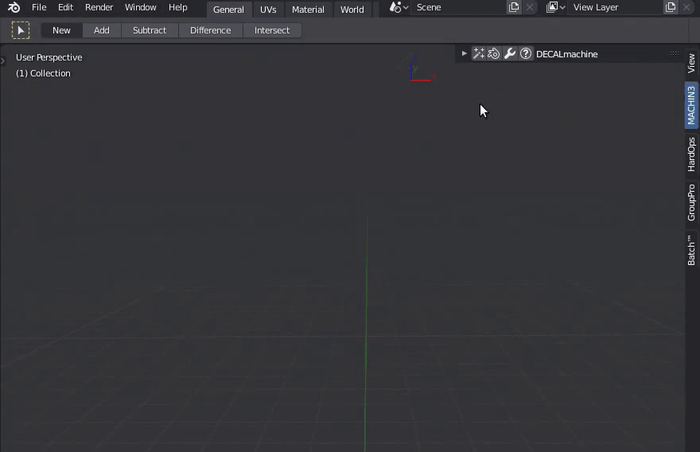 File Edit Render Window Help General UVs Material World Scene View Layer
New Add Subtract Difference Intersect
User Perspective
(1) Collection
DECALmachine
View
MACHIN3
HardOps
GroupPro
Batch™